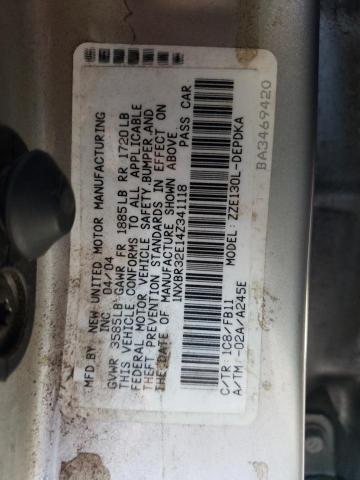 MFD BY: NEW UNITED MOTOR MANUFACTURING
INC 04/04
GVWR 3585LB GAWR FR 1885LB RR 1720LB
THIS VEHICLE CONFORMS TO ALL APPLICABLE
FEDERAL MOTOR VEHICLE SAFETY,BUMPER,AND
THEFT PREVENTION STANDARDS IN EFFECT ON
THE DATE OF MANUFACTURE SHOWN ABOVE.
1NXBR32E14Z341118 PASS CAR
MODEL: ZZE130L-DEPDKA
C/TR: 1C8/FB11
A/TM: -02A/A245E
BA3469420